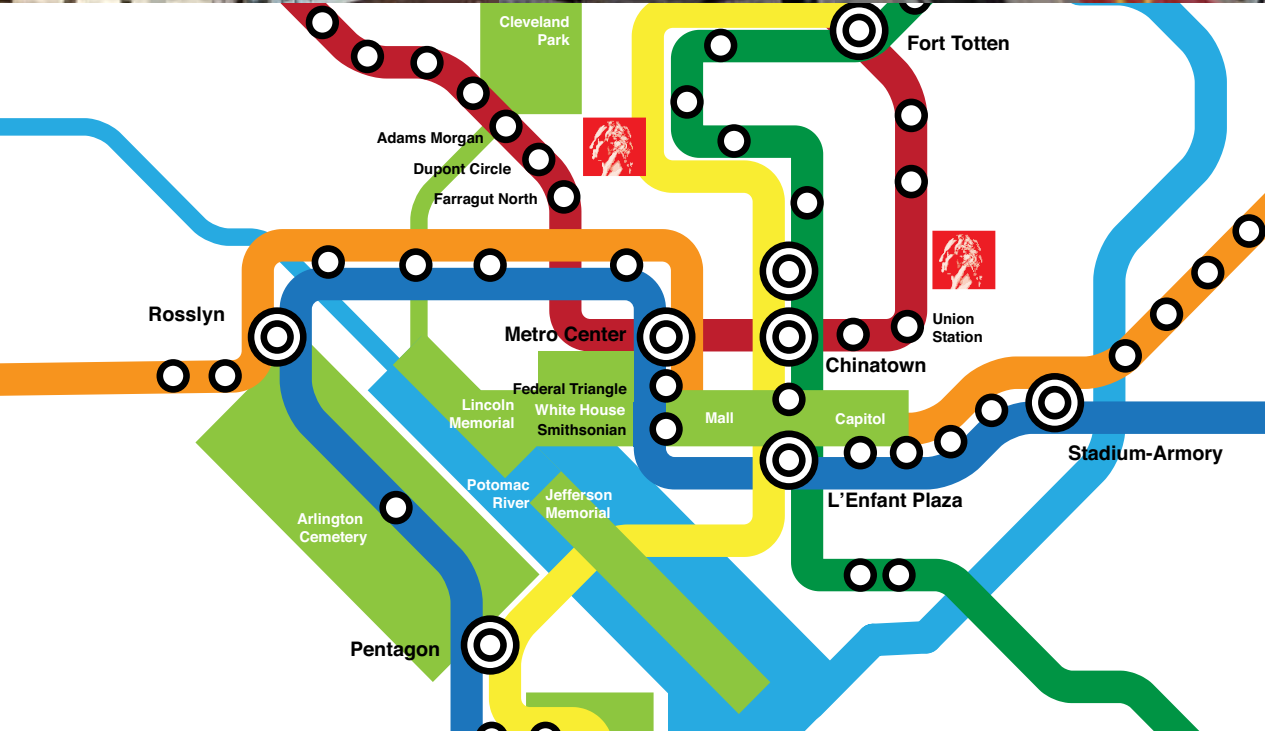 Cleveland
Park
Fort Totten
Adams Morgan
Dupont Circle
Farragut North
Rosslyn
Metro Center
Union
Station
Chinatown
Federal Triangle
White House
Smithsonian
Lincoln
Memorial
Mall
Capitol
Stadium-Armory
Potomac
River
Jefferson
Memorial
L'Enfant Plaza
Arlington
Cemetery
Pentagon